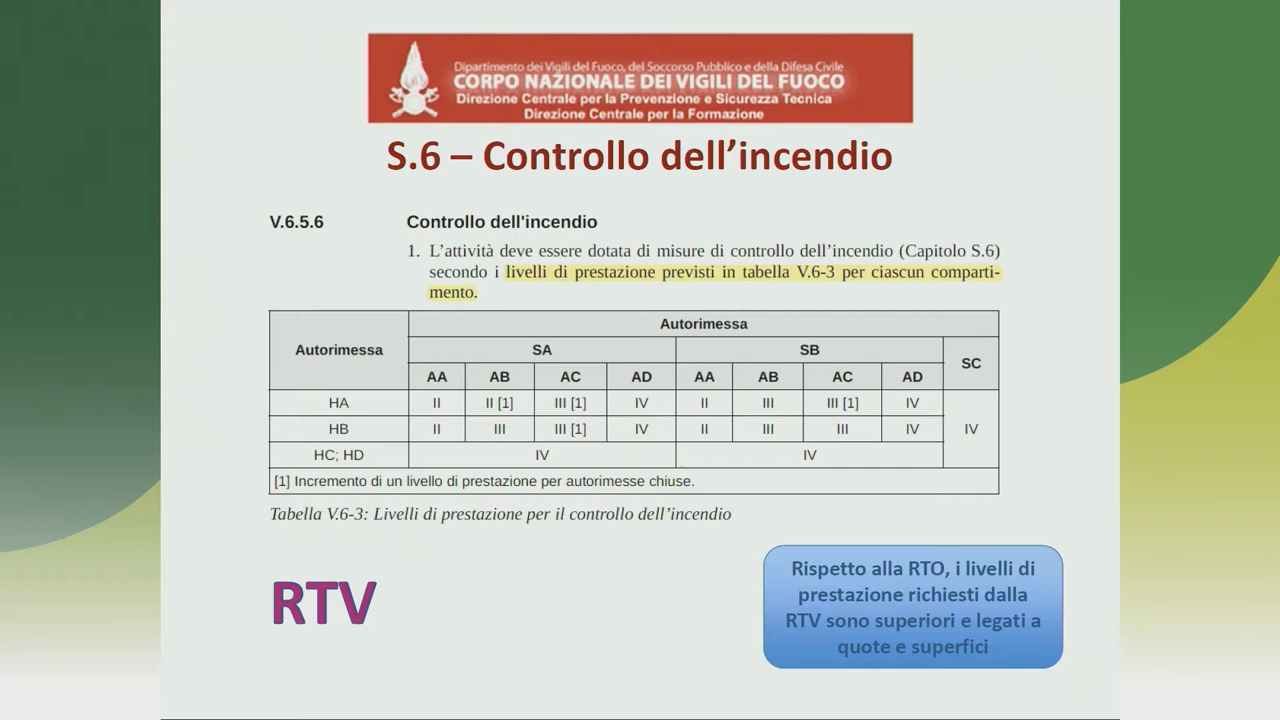 Dipartimento dei Vigili del Fuoco, del Soccorso Pubblico e della Difesa Civile
CORPO NAZIONALE DEI VIGILI DEL FUOCO
Direzione Centrale per la Prevenzione e Sicurezza Tecnica
Direzione Centrale per la Formazione
S.6 – Controllo dell’incendio
V.6.5.6 Controllo dell'incendio
1. L’attività deve essere dotata di misure di controllo dell’incendio (Capitolo S.6)
secondo i livelli di prestazione previsti in tabella V.6-3 per ciascun comparti-
mento.
Autorimessa
Autorimessa SA SB SC
AA AB AC AD AA AB AC AD
HA II II [1] III [1] IV II III III [1] IV
HB II III III [1] IV II III III IV IV
HC; HD IV IV
[1] Incremento di un livello di prestazione per autorimesse chiuse.
Tabella V.6-3: Livelli di prestazione per il controllo dell’incendio
RTV
Rispetto alla RTO, i livelli di
prestazione richiesti dalla
RTV sono superiori e legati a
quote e superfici